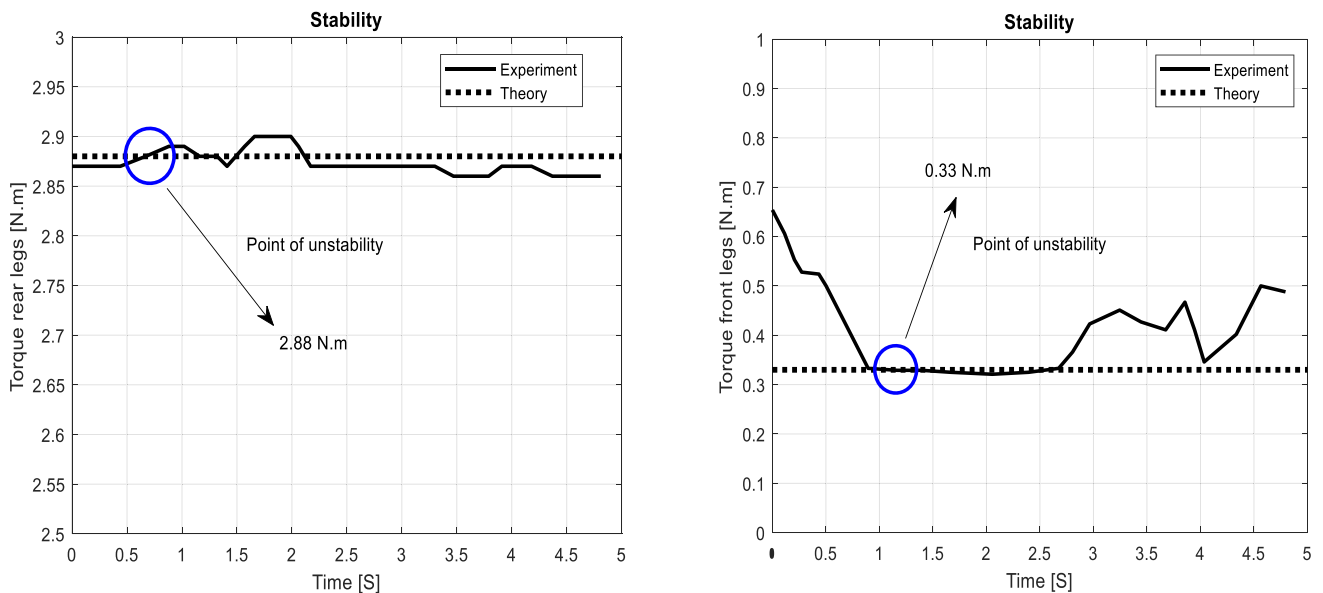 Stability
3
2.95
2.9
2.85
2.8
2.75
2.7
2.65
2.6
2.55
2.5
Torque rear legs [N.m]
Experiment
Theory
Point of unstability
2.88 N.m
0 0.5 1 1.5 2 2.5 3 3.5 4 4.5 5
Time [S]
Stability
1
0.9
0.8
0.7
0.6
0.5
0.4
0.3
0.2
0.1
0
Torque front legs [N.m]
Experiment
Theory
0.33 N.m
Point of unstability
0 0.5 1 1.5 2 2.5 3 3.5 4 4.5 5
Time [S]